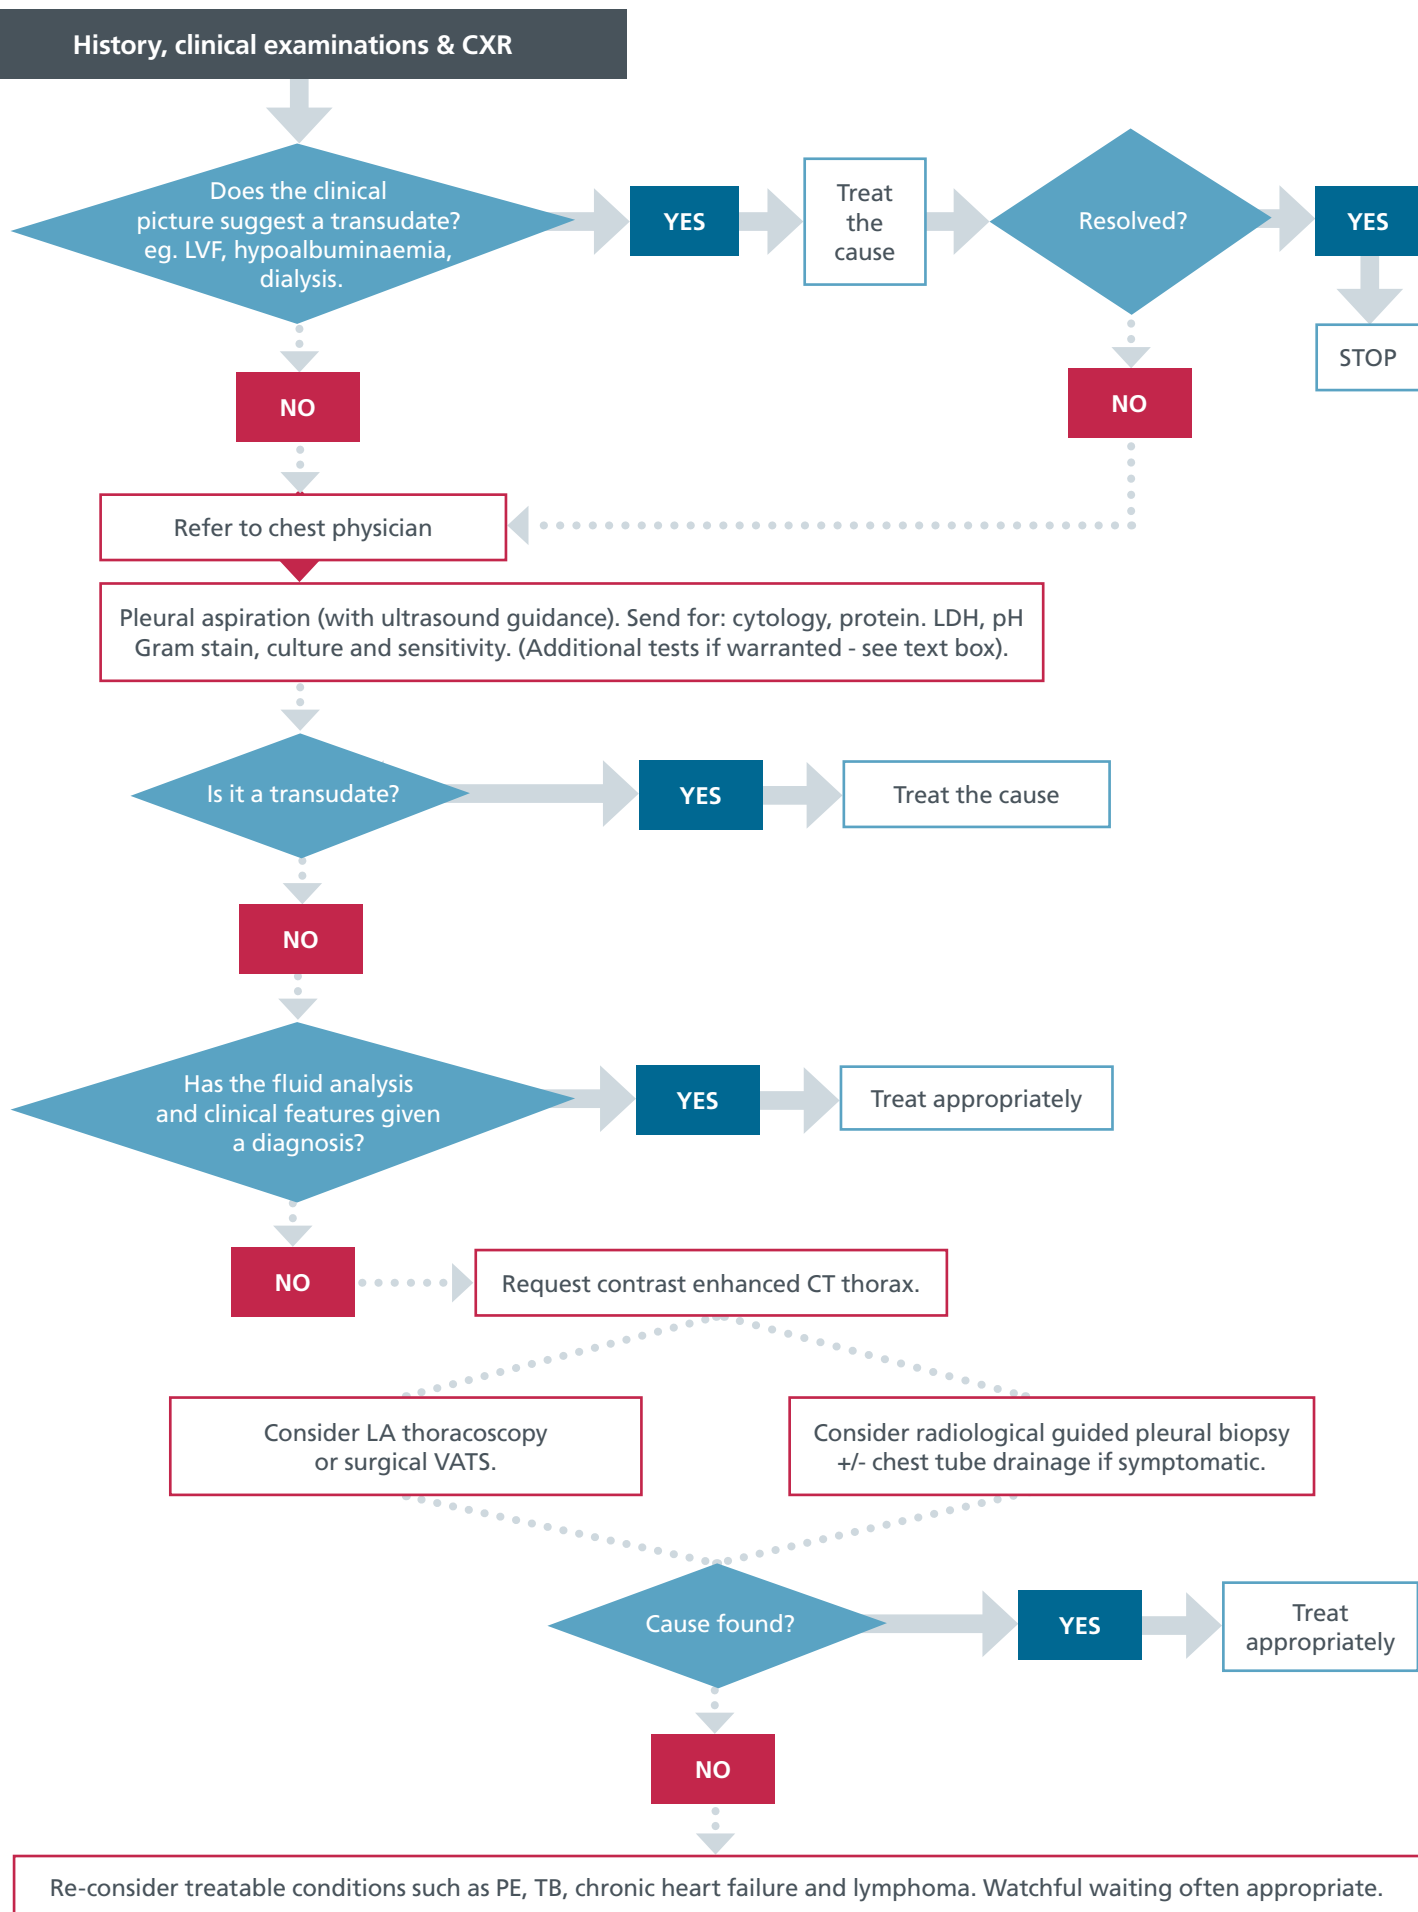 History, clinical examinations & CXR
Does the clinical
picture suggest a transudate?
eg. LVF, hypoalbuminaemia,
dialysis.
YES
Treat
the
cause
Resolved?
YES
STOP
NO
NO
Refer to chest physician
Pleural aspiration (with ultrasound guidance). Send for: cytology, protein. LDH, pH
Gram stain, culture and sensitivity. (Additional tests if warranted - see text box).
Is it a transudate?
YES
Treat the cause
NO
Has the fluid analysis
and clinical features given
a diagnosis?
YES
Treat appropriately
NO
Request contrast enhanced CT thorax.
Consider LA thoracoscopy
or surgical VATS.
Consider radiological guided pleural biopsy
+/- chest tube drainage if symptomatic.
Cause found?
YES
Treat
appropriately
NO
Re-consider treatable conditions such as PE, TB, chronic heart failure and lymphoma. Watchful waiting often appropriate.